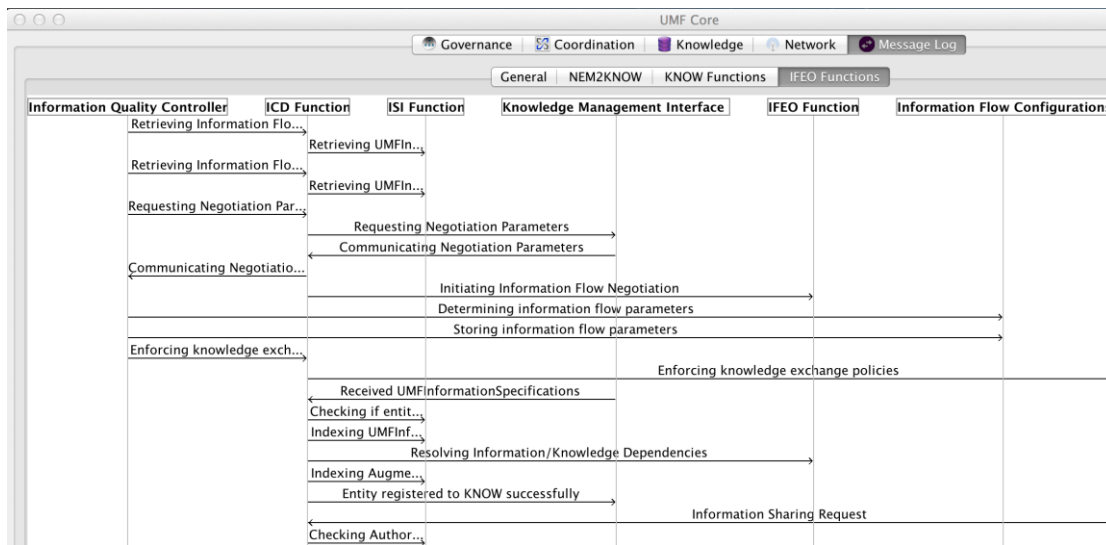 UMF Core
Governance Coordination Knowledge Network Message Log
General NEM2KNOW KNOW Functions IFEO Functions
Information Quality Controller ICD Function ISI Function Knowledge Management Interface IFEO Function Information Flow Configurations
Retrieving Information Flo...
Retrieving UMFIn...
Retrieving Information Flo...
Retrieving UMFIn...
Requesting Negotiation Par...
Requesting Negotiation Parameters
Communicating Negotiation Parameters
Communicating Negotiatio...
Initiating Information Flow Negotiation
Determining information flow parameters
Storing information flow parameters
Enforcing knowledge exch...
Enforcing knowledge exchange policies
Received UMFInformationSpecifications
Checking if entit...
Indexing UMFInf...
Resolving Information/Knowledge Dependencies
Indexing Augme...
Entity registered to KNOW successfully
Information Sharing Request
Checking Author...